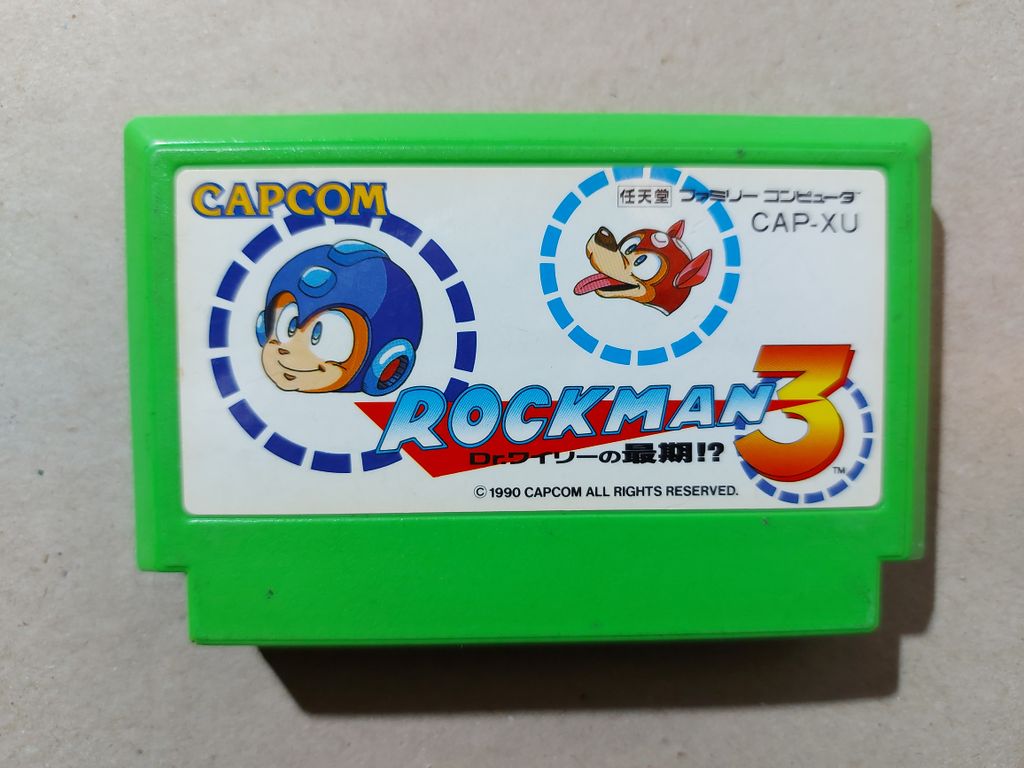 CAPCOM
任天堂 ファミリー コンピュータ
CAP-XU
ROCKMAN 3
Dr.ワイリーの最期!?
TM
© 1990 CAPCOM ALL RIGHTS RESERVED.